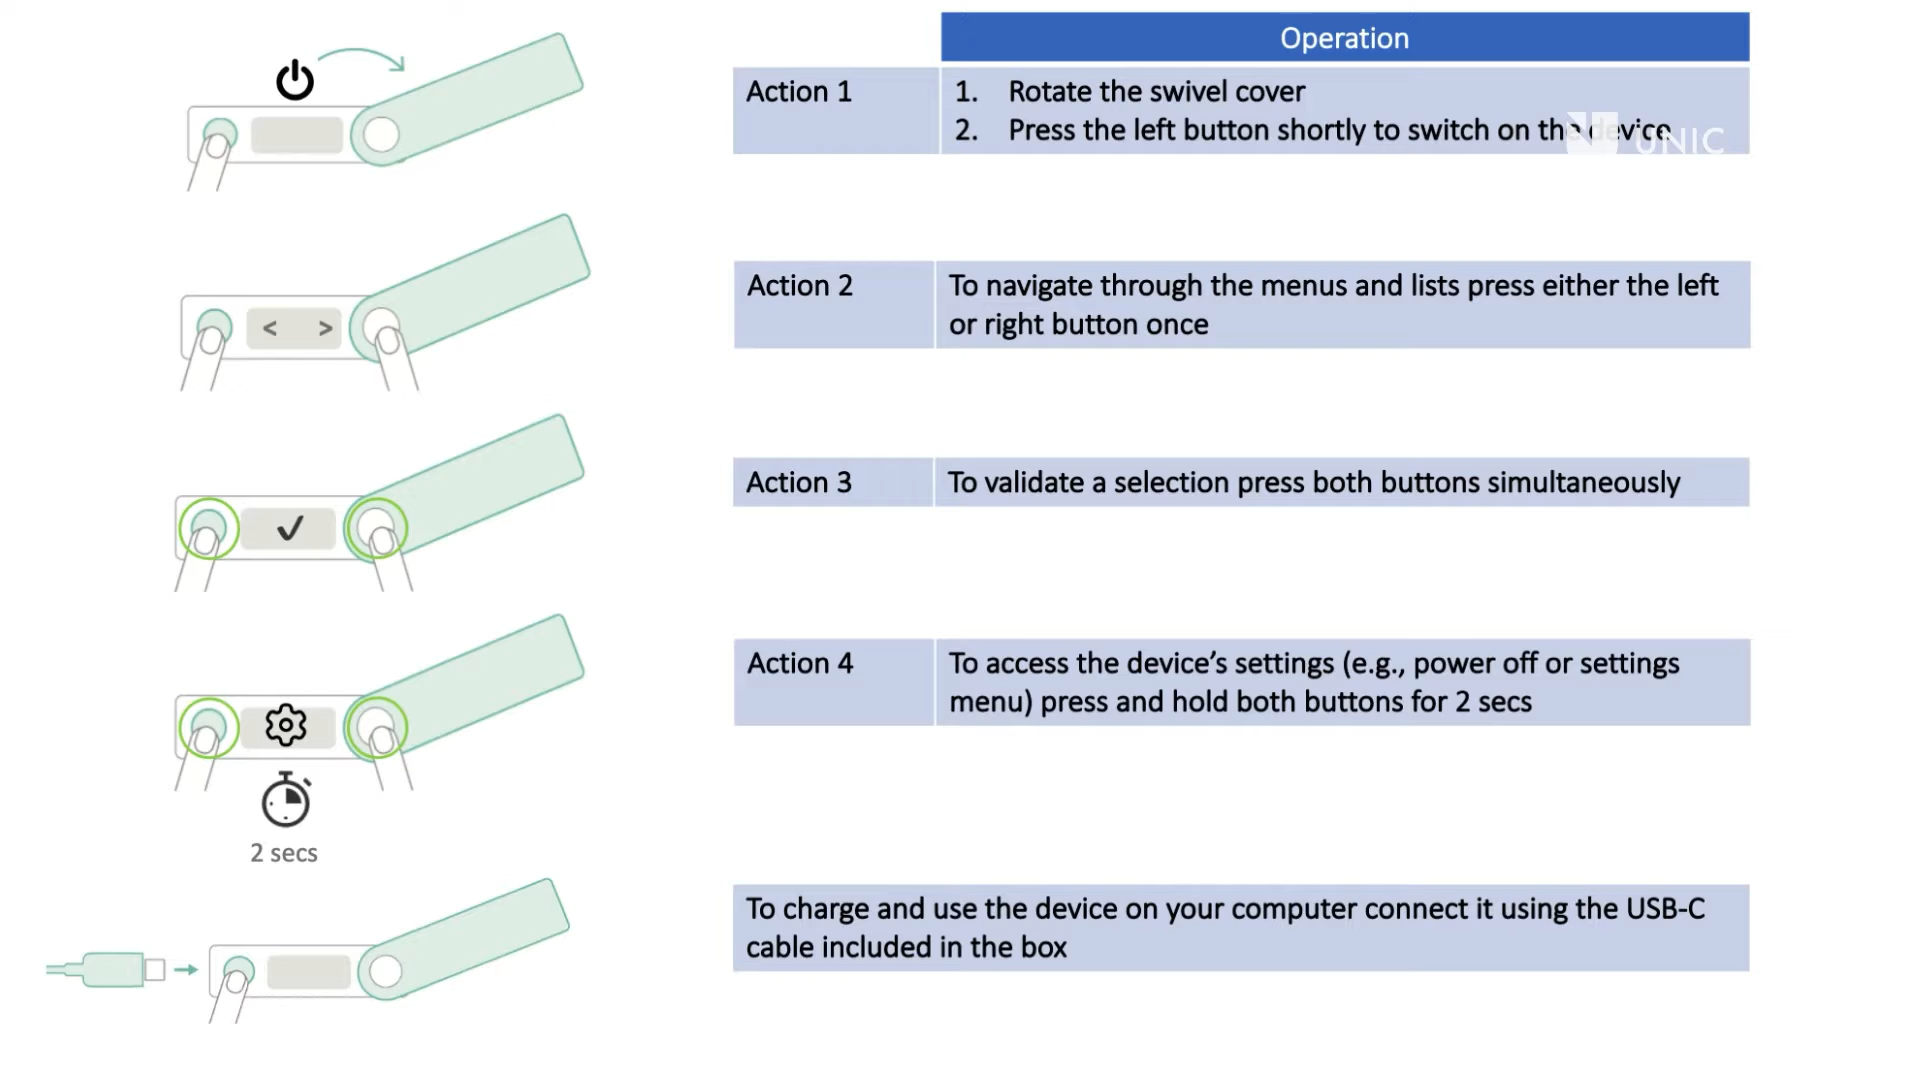 Operation
Action 1
1. Rotate the swivel cover
2. Press the left button shortly to switch on the device
UNIC
< >
Action 2
To navigate through the menus and lists press either the left
or right button once
Action 3
To validate a selection press both buttons simultaneously
Action 4
To access the device’s settings (e.g., power off or settings
menu) press and hold both buttons for 2 secs
2 secs
To charge and use the device on your computer connect it using the USB-C
cable included in the box